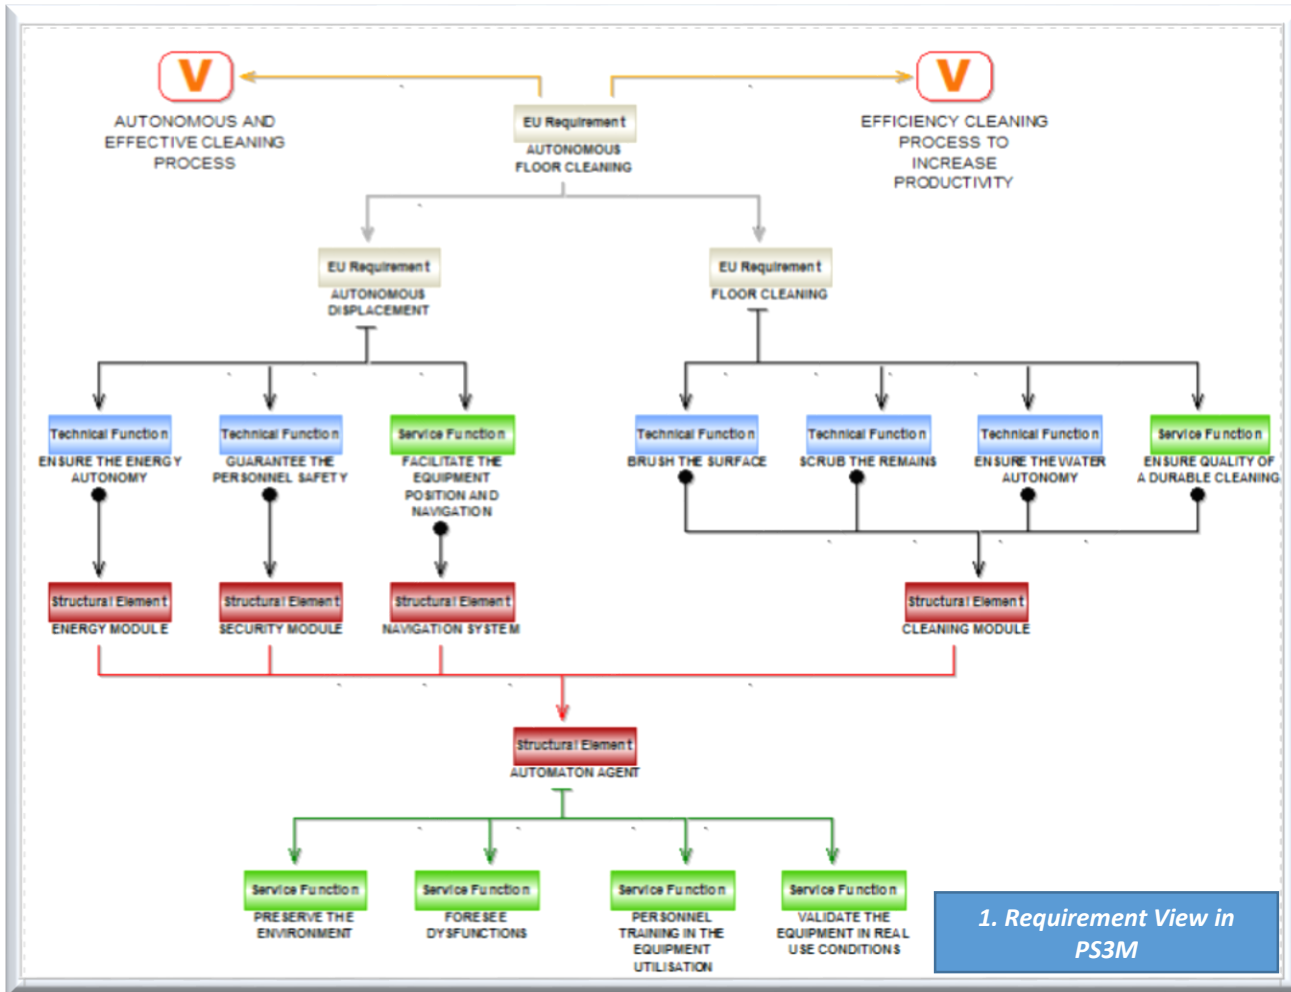 V
V
AUTONOMOUS AND
EFFECTIVE CLEANING
PROCESS
EU Requirement
AUTONOMOUS
FLOOR CLEANING
EFFICIENCY CLEANING
PROCESS TO
INCREASE
PRODUCTIVITY
EU Requirement
AUTONOMOUS
DISPLACEMENT
EU Requirement
FLOOR CLEANING
Technical Function
ENSURE THE ENERGY
AUTONOMY
Technical Function
GUARANTEE THE
PERSONNEL SAFETY
Service Function
FACILITATE THE
EQUIPMENT
POSITION AND
NAVIGATION
Technical Function
BRUSH THE SURFACE
Technical Function
SCRUB THE REMAINS
Technical Function
ENSURE THE WATER
AUTONOMY
Service Function
ENSURE QUALITY OF
A DURABLE CLEANING
Structural Element
ENERGY MODULE
Structural Element
SECURITY MODULE
Structural Element
NAVIGATION SYSTEM
Structural Element
CLEANING MODULE
Structural Element
AUTOMATON AGENT
Service Function
PRESERVE THE
ENVIRONMENT
Service Function
FORESEE
DYSFUNCTIONS
Service Function
PERSONNEL
TRAINING IN THE
EQUIPMENT
UTILISATION
Service Function
VALIDATE THE
EQUIPMENT IN REAL
USE CONDITIONS
1. Requirement View in
PS3M